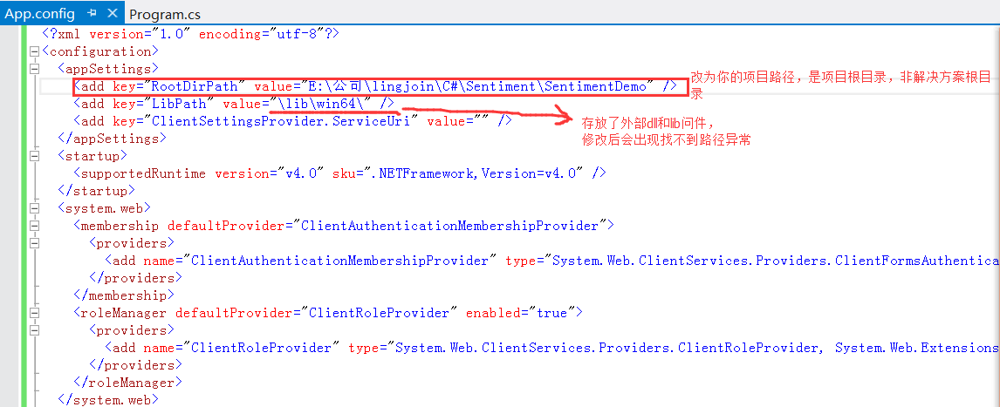 App.config
Program.cs
<?xml version="1.0" encoding="utf-8"?>
<configuration>
<appSettings>
<add key="RootDirPath" value="E:\公司\lingjoin\C#\Sentiment\SentimentDemo" />
改为你的项目路径，是项目根目录，非解决方案根目
录
<add key="LibPath" value="\lib\win64\" />
<add key="ClientSettingsProvider.ServiceUri" value="" />
存放了外部dll和lib问件，
修改后会出现找不到路径异常
</appSettings>
<startup>
<supportedRuntime version="v4.0" sku=".NETFramework,Version=v4.0" />
</startup>
<system.web>
<membership defaultProvider="ClientAuthenticationMembershipProvider">
<providers>
<add name="ClientAuthenticationMembershipProvider" type="System.Web.ClientServices.Providers.ClientFormsAuthentica
</providers>
</membership>
<roleManager defaultProvider="ClientRoleProvider" enabled="true">
<providers>
<add name="ClientRoleProvider" type="System.Web.ClientServices.Providers.ClientRoleProvider, System.Web.Extensions
</providers>
</roleManager>
</system.web>